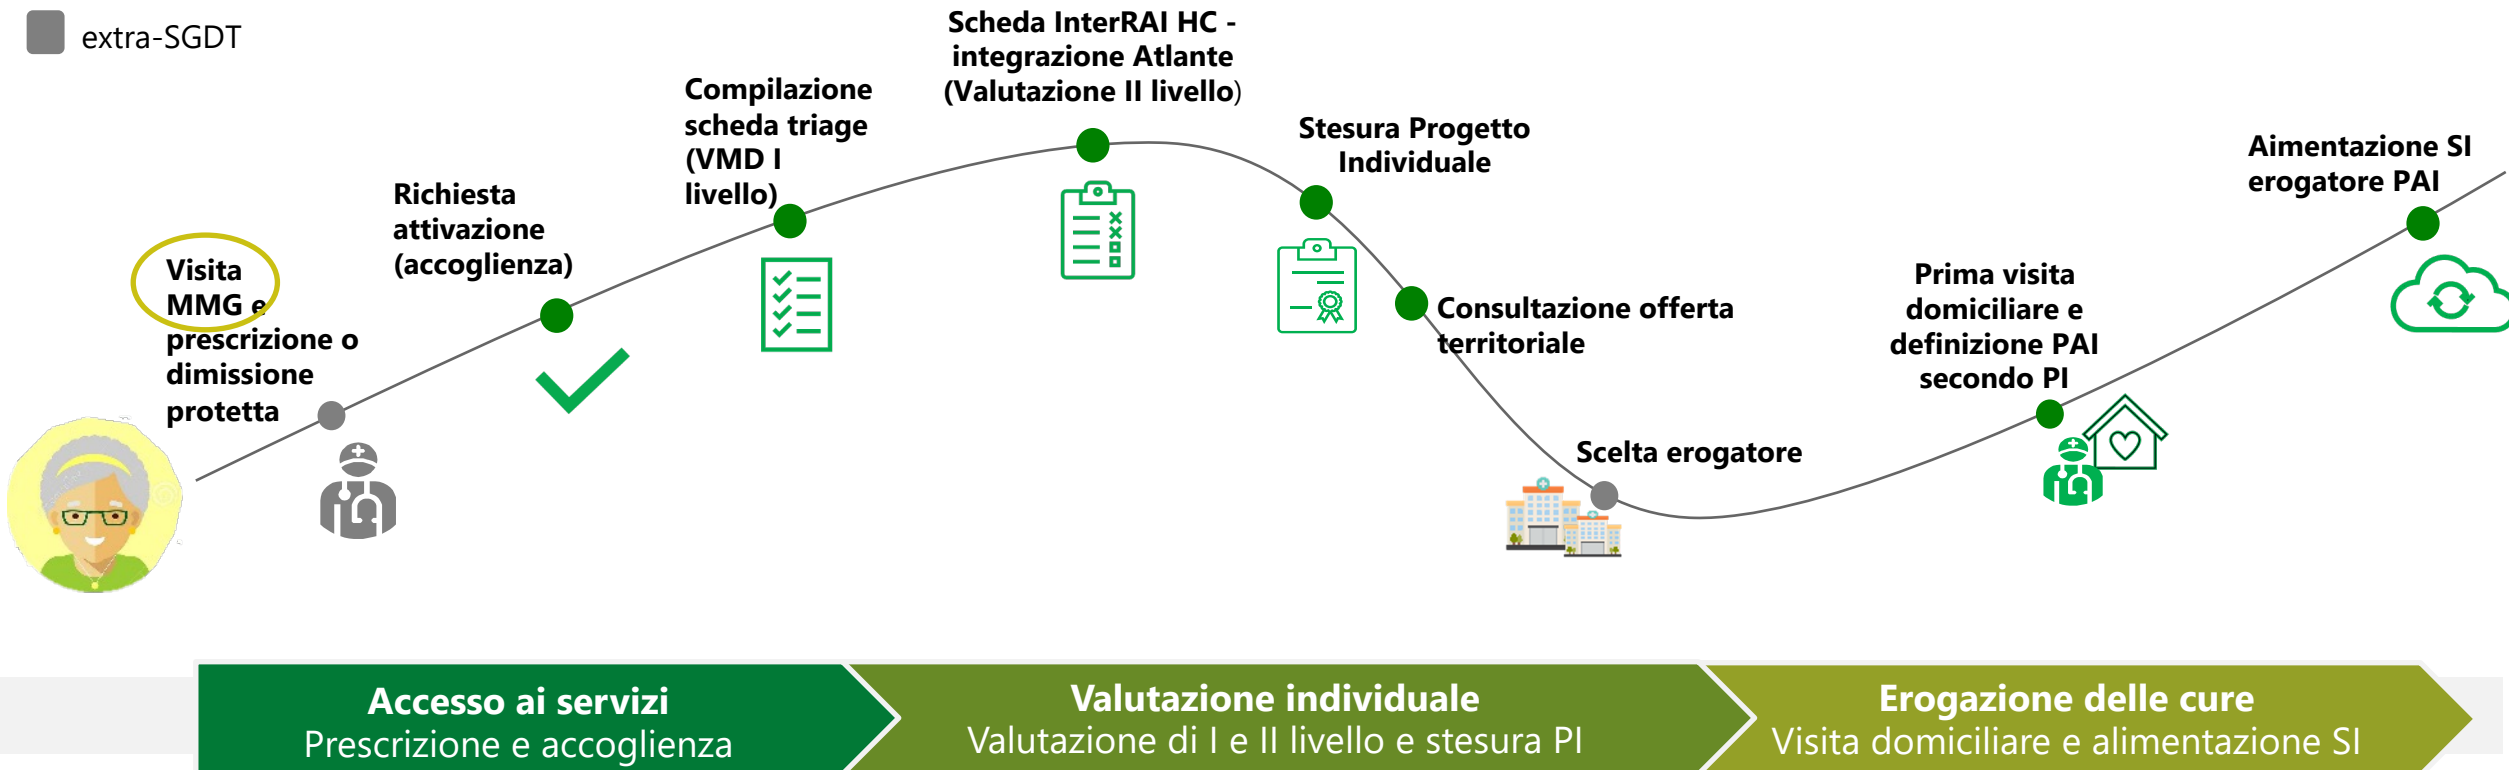 extra-SGDT
Visita
MMG e
prescrizione o
dimissione
protetta
Richiesta
attivazione
(accoglienza)
Compilazione
scheda triage
(VMD I
livello)
Scheda InterRAI HC -
integrazione Atlante
(Valutazione II livello)
Stesura Progetto
Individuale
Consultazione offerta
territoriale
Scelta erogatore
Prima visita
domiciliare e
definizione PAI
secondo PI
Aimentazione SI
erogatore PAI
Accesso ai servizi
Prescrizione e accoglienza
Valutazione individuale
Valutazione di I e II livello e stesura PI
Erogazione delle cure
Visita domiciliare e alimentazione SI